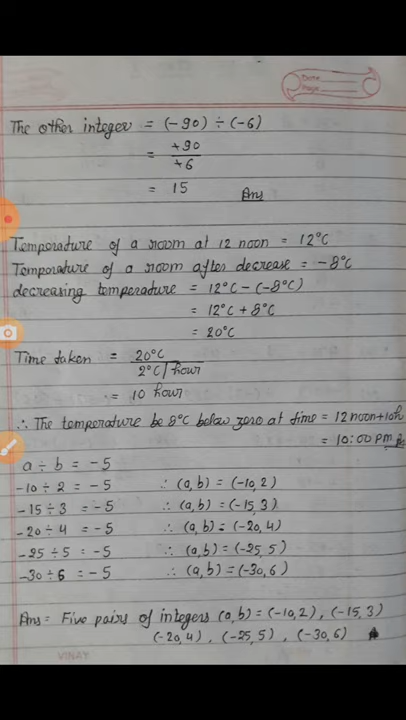 Date
Page
The other integer = (-90) ÷ (-6)
= +90/+6
= 15
Ans
Temperature of a room at 12 noon = 12°C
Temperature of a room after decrease = -8°C
decreasing temperature = 12°C - (-8°C)
= 12°C + 8°C
= 20°C
Time taken = 20°C/2°C/hour
= 10 hour
∴ The temperature be 8°C below zero at time = 12 noon+10h
= 10:00 pm
a ÷ b = -5
-10 ÷ 2 = -5 ∴ (a, b) = (-10, 2)
-15 ÷ 3 = -5 ∴ (a, b) = (-15, 3)
-20 ÷ 4 = -5 ∴ (a, b) = (-20, 4)
-25 ÷ 5 = -5 ∴ (a, b) = (-25, 5)
-30 ÷ 6 = -5 ∴ (a, b) = (-30, 6)
Ans = Five pairs of integers (a, b) = (-10, 2), (-15, 3)
(-20, 4), (-25, 5), (-30, 6)
VINAY